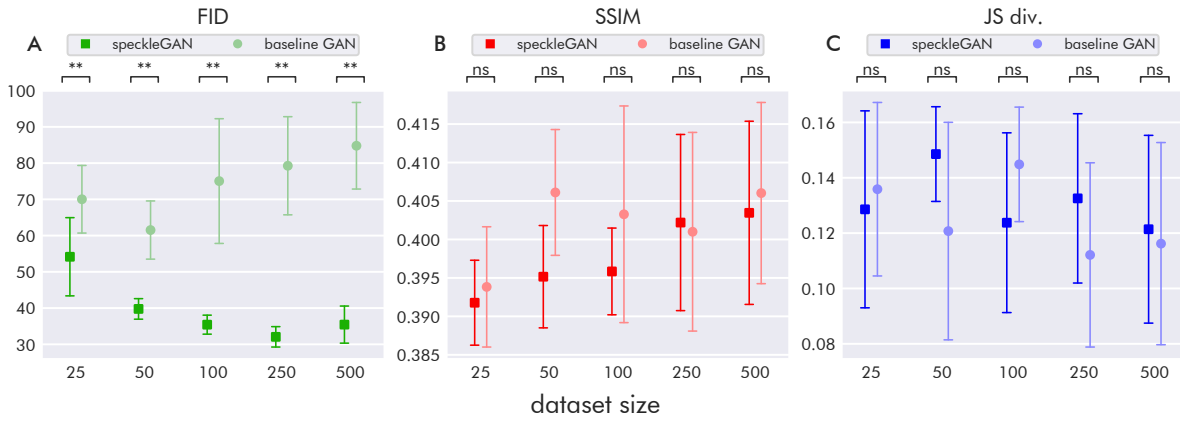 FID
A
speckleGAN
baseline GAN
** ** ** ** **
100
90
80
70
60
50
40
30
25 50 100 250 500
SSIM
B
speckleGAN
baseline GAN
ns ns ns ns ns
0.415
0.410
0.405
0.400
0.395
0.390
0.385
25 50 100 250 500
JS div.
C
speckleGAN
baseline GAN
ns ns ns ns ns
0.16
0.14
0.12
0.10
0.08
25 50 100 250 500
dataset size